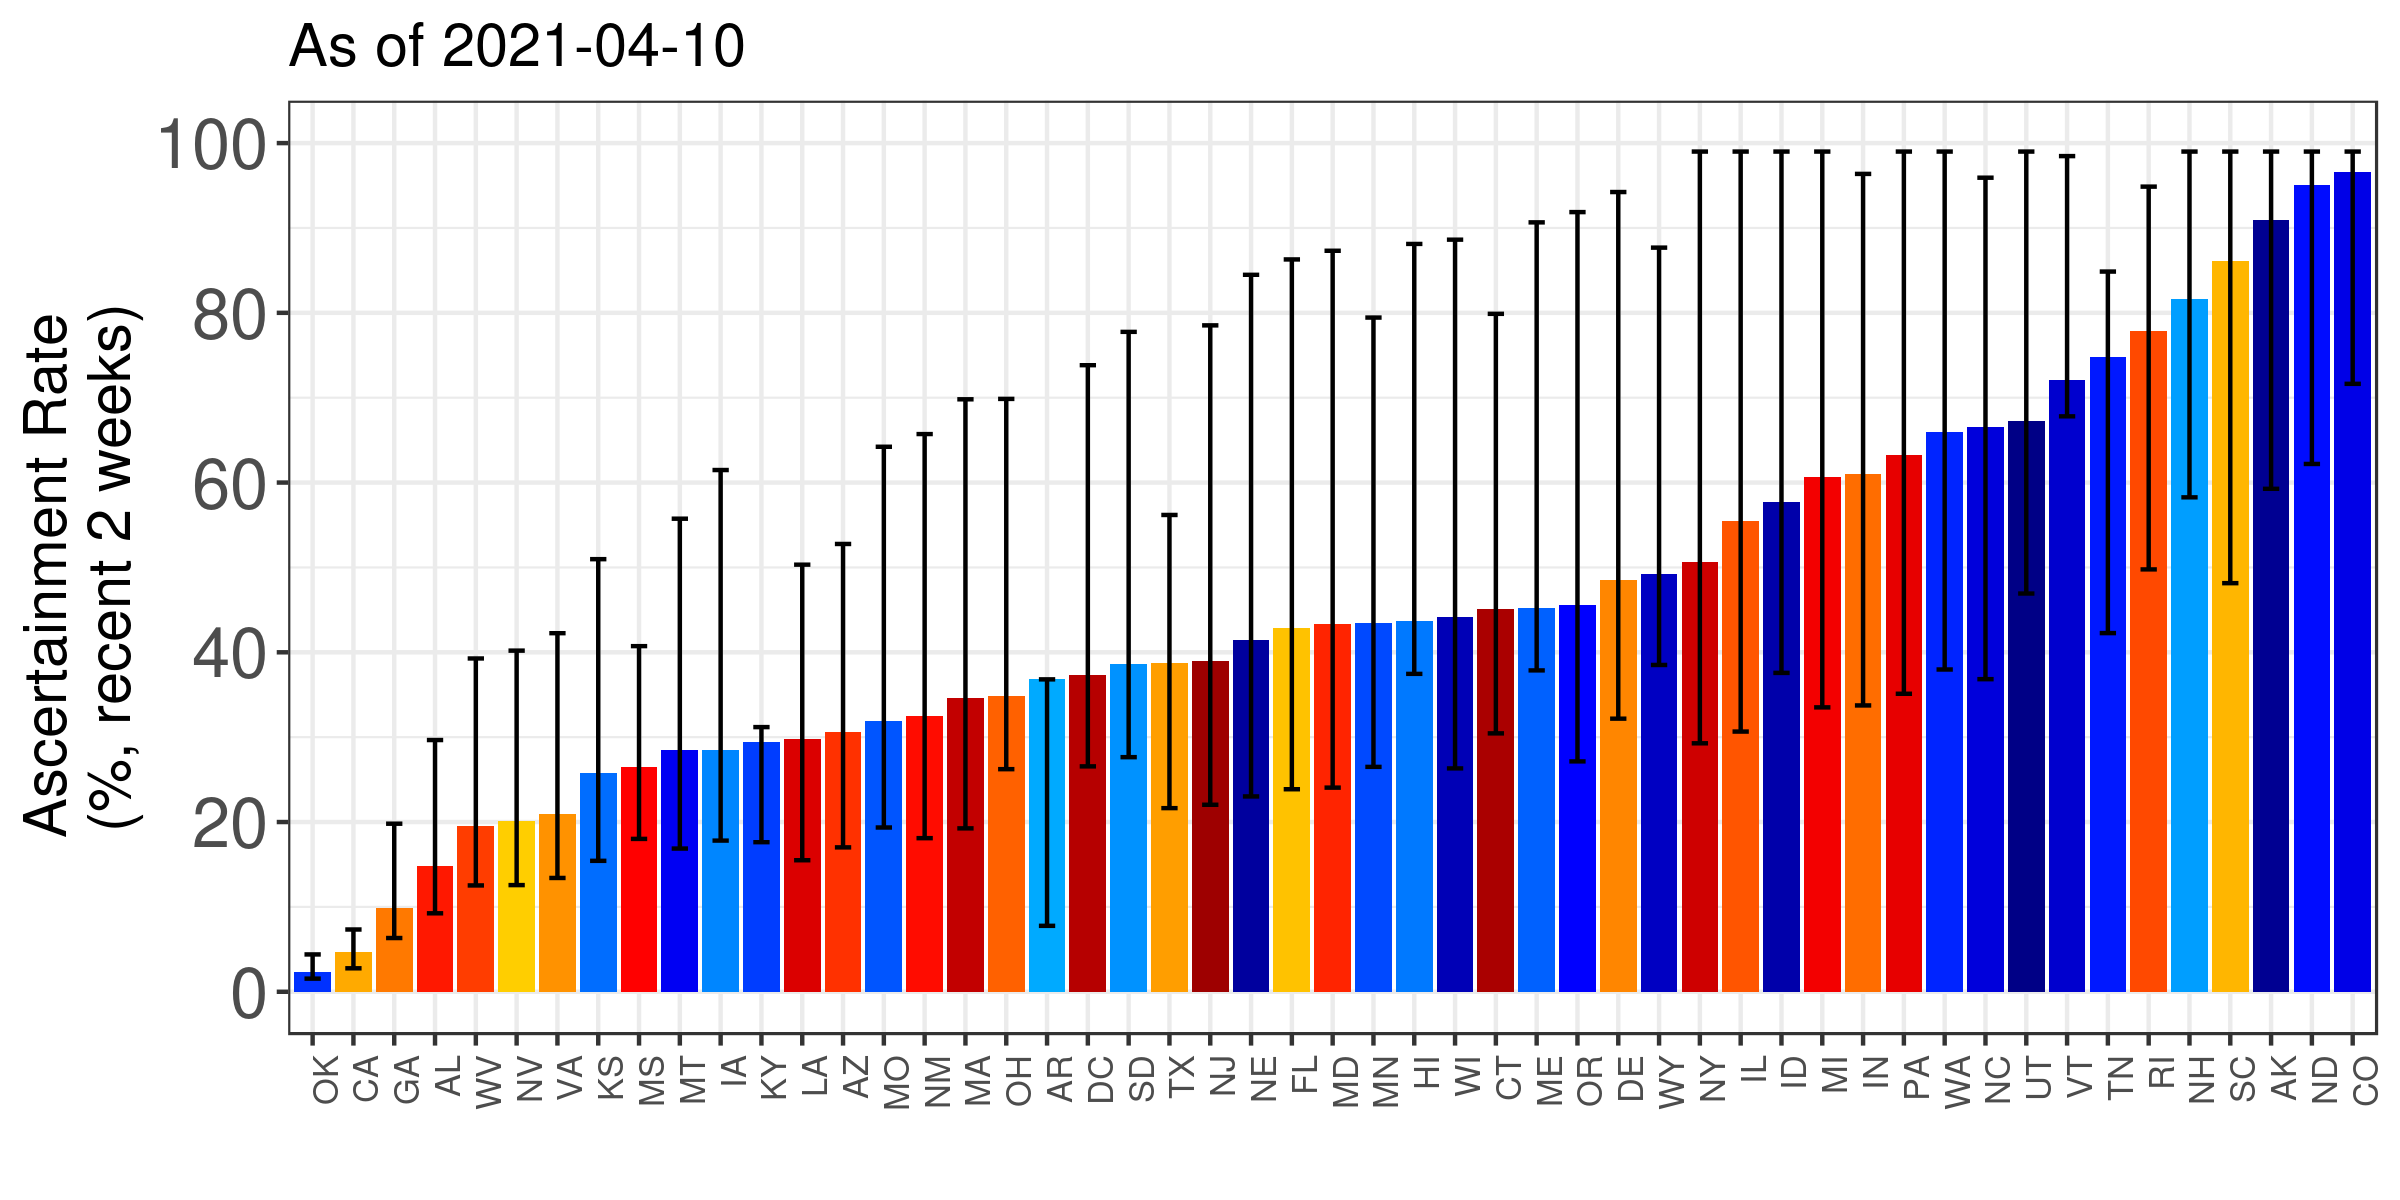 As of 2021-04-10
Ascertainment Rate
(%, recent 2 weeks)
100
80
60
40
20
0
OK CA GA AL WV NV VA KS MS MT IA KY LA AZ MO NM MA OH AR DC SD TX NJ NE FL MD MN HI WI CT ME OR DE WY NY IL ID MI IN PA WA NC UT VT TN RI NH SC AK ND CO